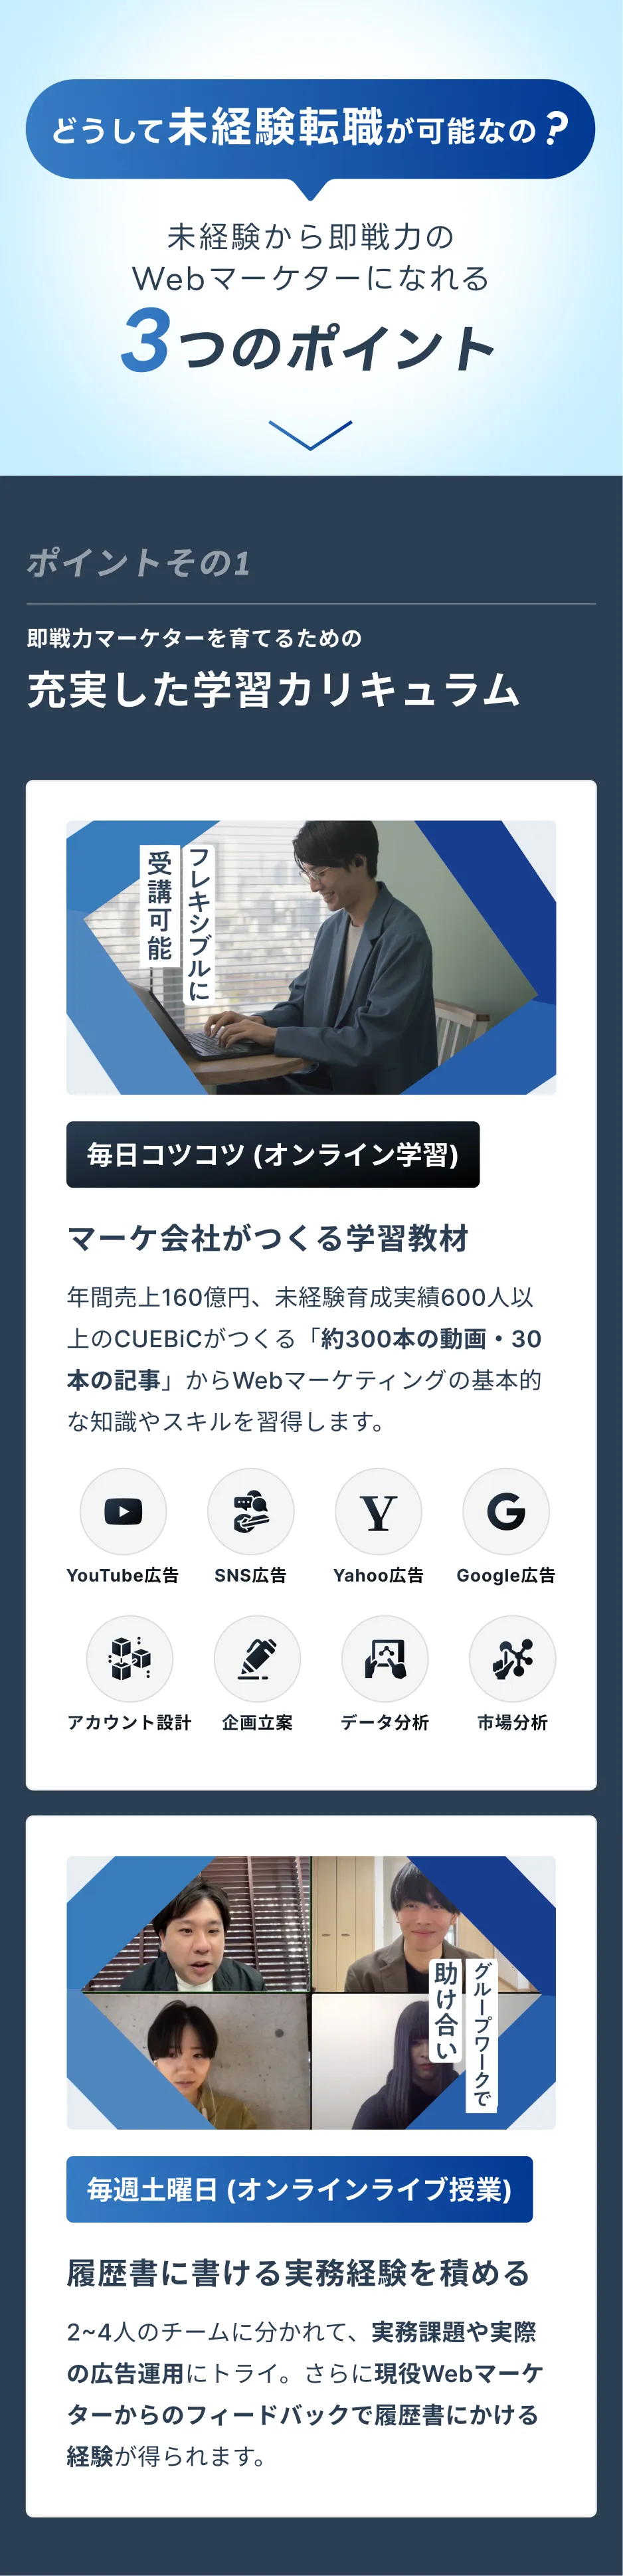 どうして未経験転職が可能なの？
未経験から即戦力の
Webマーケターになれる
3つのポイント
ポイントその1
即戦力マーケターを育てるための
充実した学習カリキュラム
フレキシブルに
受講可能
毎日コツコツ (オンライン学習)
マーケ会社がつくる学習教材
年間売上160億円、未経験育成実績600人以
上のCUEBiCがつくる「約300本の動画・30
本の記事」からWebマーケティングの基本的
な知識やスキルを習得します。
YouTube広告
SNS広告
Y
Yahoo広告
G
Google広告
アカウント設計
企画立案
データ分析
市場分析
グループワークで
助け合い
毎週土曜日 (オンラインライブ授業)
履歴書に書ける実務経験を積める
2~4人のチームに分かれて、実務課題や実際
の広告運用にトライ。さらに現役Webマーケ
ターからのフィードバックで履歴書にかける
経験が得られます。